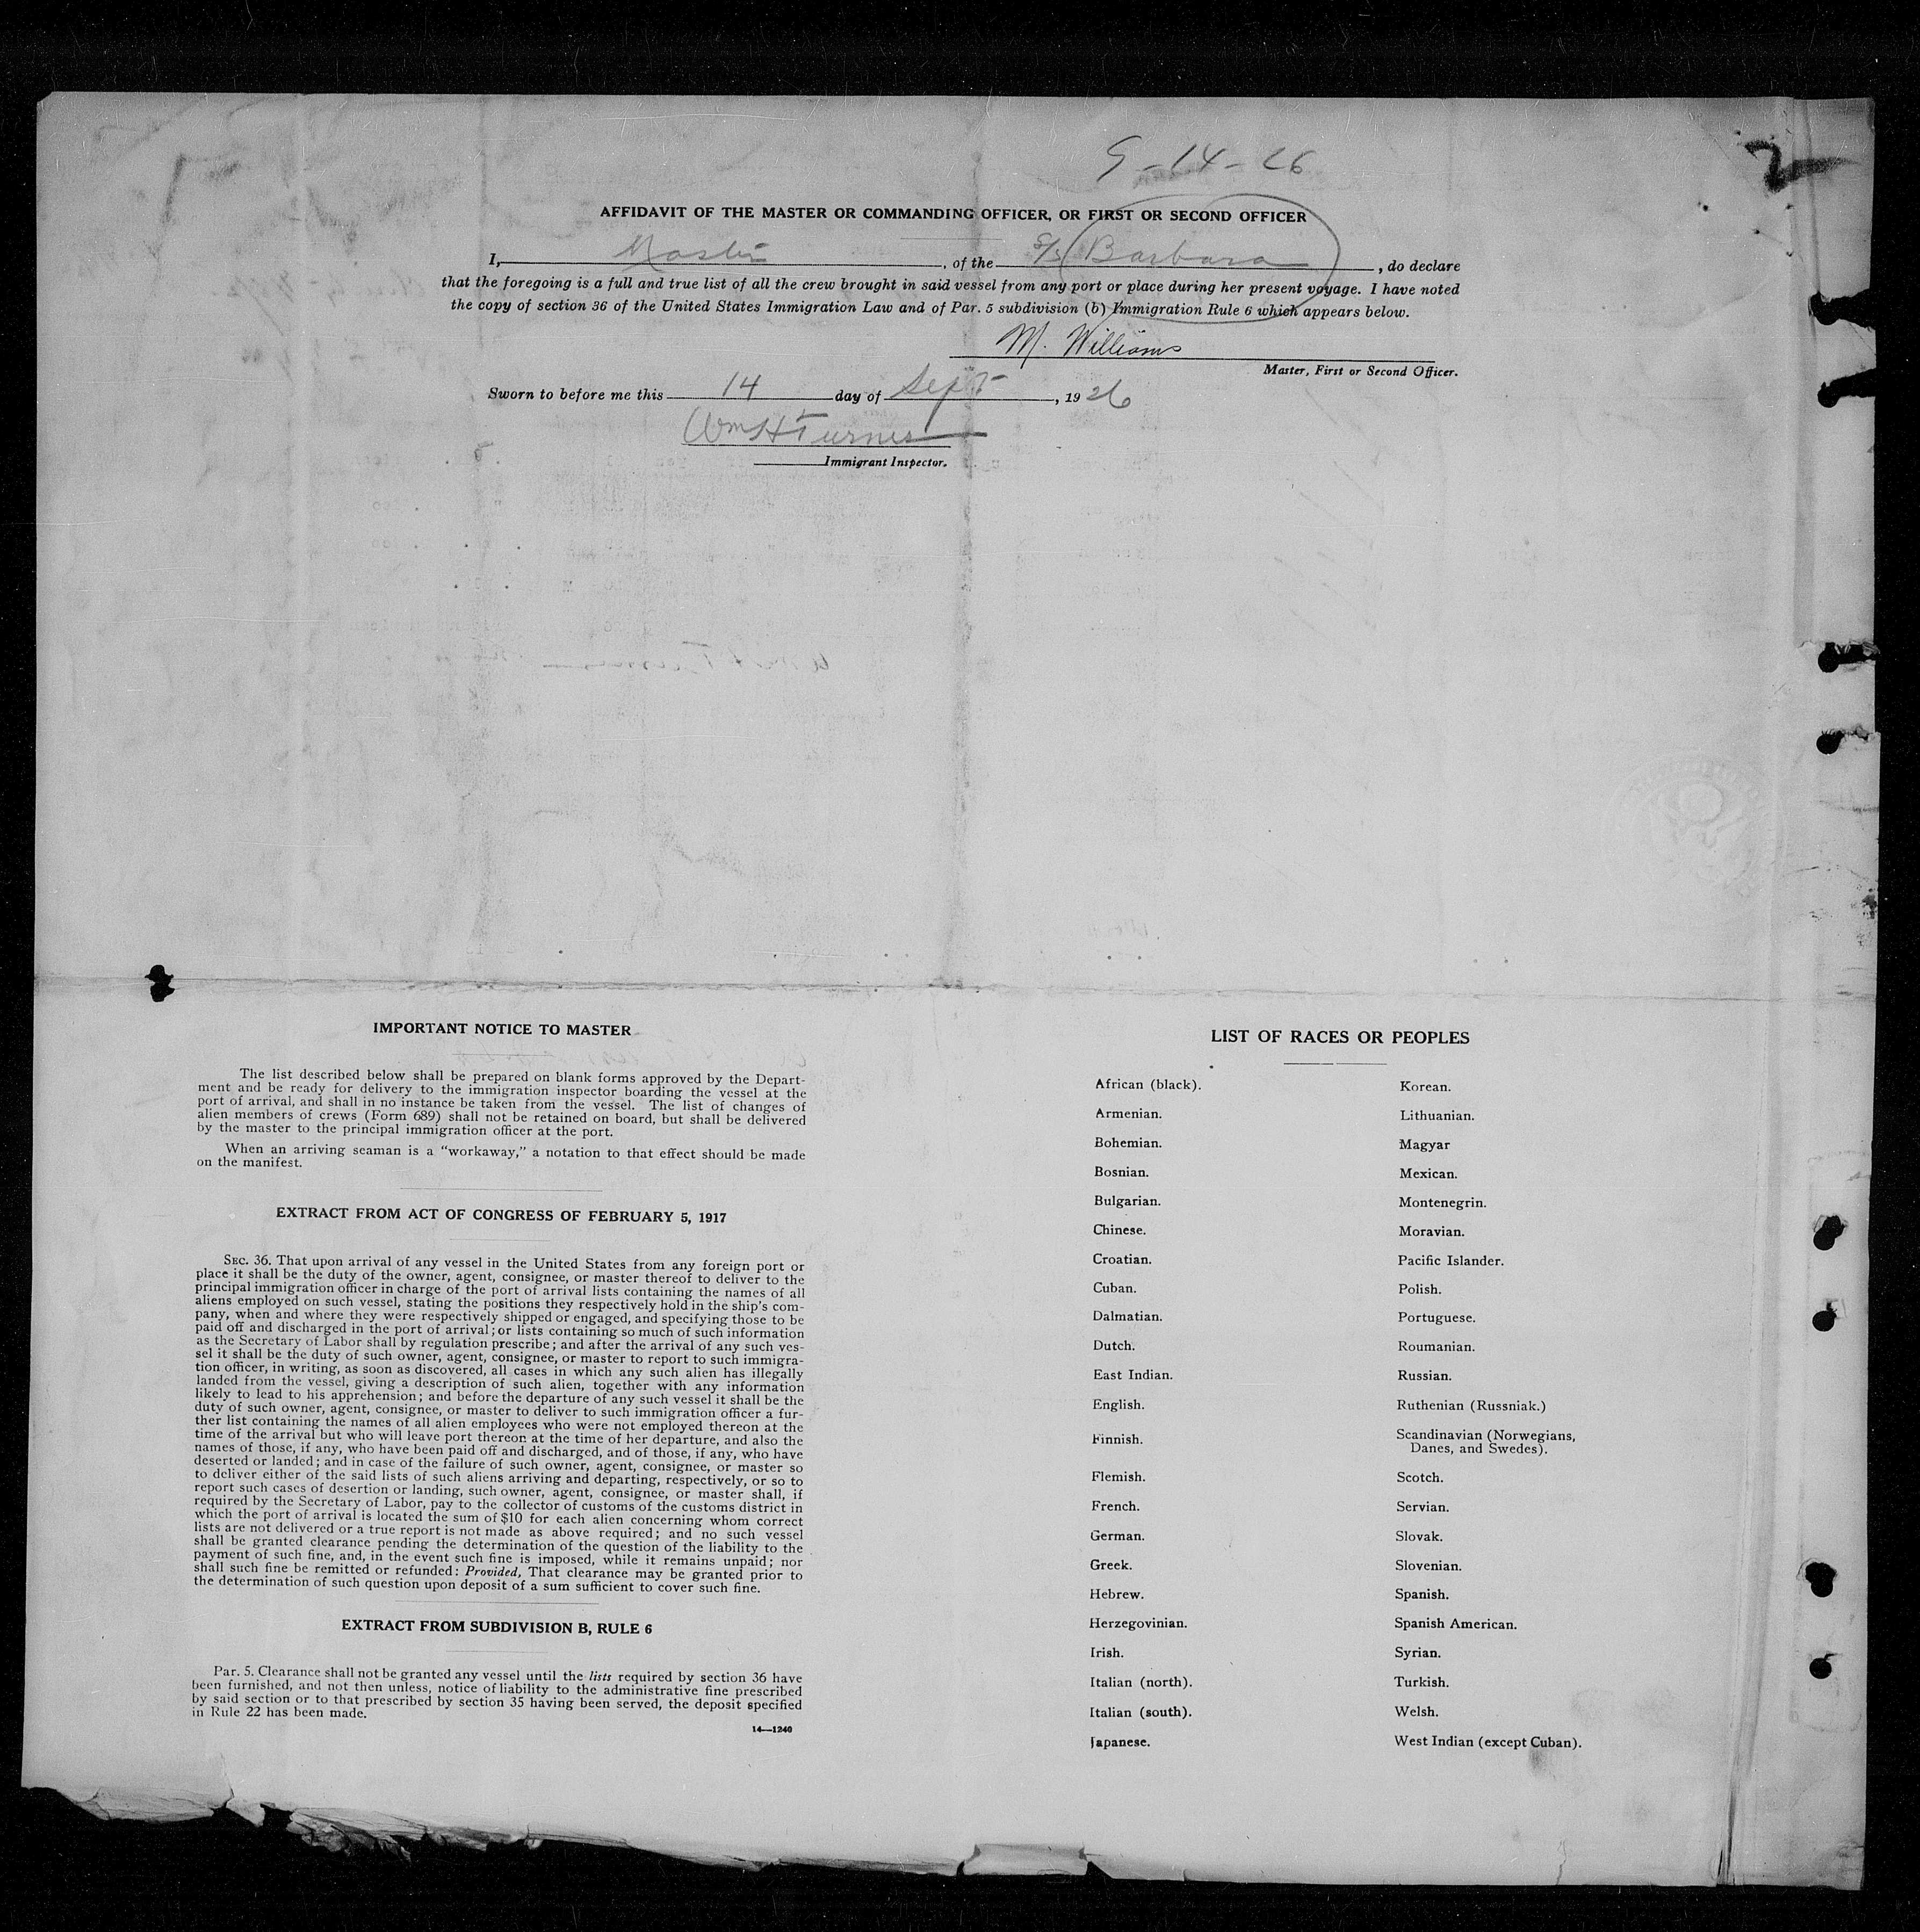 9-14-26
2
AFFIDAVIT OF THE MASTER OR COMMANDING OFFICER, OR FIRST OR SECOND OFFICER
I, Master, of the S/S Barbara, do declare
that the foregoing is a full and true list of all the crew brought in said vessel from any port or place during her present voyage. I have noted
the copy of section 36 of the United States Immigration Law and of Par. 5 subdivision (b) Immigration Rule 6 which appears below.
M. Williams
Master, First or Second Officer.
Sworn to before me this 14 day of Sept, 1926
Wm H Turner
Immigrant Inspector.
IMPORTANT NOTICE TO MASTER
The list described below shall be prepared on blank forms approved by the Depart-
ment and be ready for delivery to the immigration inspector boarding the vessel at the
port of arrival, and shall in no instance be taken from the vessel. The list of changes of
alien members of crews (Form 689) shall not be retained on board, but shall be delivered
by the master to the principal immigration officer at the port.
When an arriving seaman is a “workaway,” a notation to that effect should be made
on the manifest.
EXTRACT FROM ACT OF CONGRESS OF FEBRUARY 5, 1917
SEC. 36. That upon arrival of any vessel in the United States from any foreign port or
place it shall be the duty of the owner, agent, consignee, or master thereof to deliver to the
principal immigration officer in charge of the port of arrival lists containing the names of all
aliens employed on such vessel, stating the positions they respectively hold in the ship's com-
pany, when and where they were respectively shipped or engaged, and specifying those to be
paid off and discharged in the port of arrival; or lists containing so much of such information
as the Secretary of Labor shall by regulation prescribe; and after the arrival of any such ves-
sel it shall be the duty of such owner, agent, consignee, or master to report to such immigra-
tion officer, in writing, as soon as discovered, all cases in which any such alien has illegally
landed from the vessel, giving a description of such alien, together with any information
likely to lead to his apprehension; and before the departure of any such vessel it shall be the
duty of such owner, agent, consignee, or master to deliver to such immigration officer a fur-
ther list containing the names of all alien employees who were not employed thereon at the
time of the arrival but who will leave port thereon at the time of her departure, and also the
names of those, if any, who have been paid off and discharged, and of those, if any, who have
deserted or landed; and in case of the failure of such owner, agent, consignee, or master so
to deliver either of the said lists of such aliens arriving and departing, respectively, or so to
report such cases of desertion or landing, such owner, agent, consignee, or master shall, if
required by the Secretary of Labor, pay to the collector of customs of the customs district in
which the port of arrival is located the sum of $10 for each alien concerning whom correct
lists are not delivered or a true report is not made as above required; and no such vessel
shall be granted clearance pending the determination of the question of the liability to the
payment of such fine, and, in the event such fine is imposed, while it remains unpaid; nor
shall such fine be remitted or refunded: Provided, That clearance may be granted prior to
the determination of such question upon deposit of a sum sufficient to cover such fine.
EXTRACT FROM SUBDIVISION B, RULE 6
Par. 5. Clearance shall not be granted any vessel until the lists required by section 36 have
been furnished, and not then unless, notice of liability to the administrative fine prescribed
by said section or to that prescribed by section 35 having been served, the deposit specified
in Rule 22 has been made.
14—1240
LIST OF RACES OR PEOPLES
African (black).
Armenian.
Bohemian.
Bosnian.
Bulgarian.
Chinese.
Croatian.
Cuban.
Dalmatian.
Dutch.
East Indian.
English.
Finnish.
Flemish.
French.
German.
Greek.
Hebrew.
Herzegovinian.
Irish.
Italian (north).
Italian (south).
Japanese.
Korean.
Lithuanian.
Magyar
Mexican.
Montenegrin.
Moravian.
Pacific Islander.
Polish.
Portuguese.
Roumanian.
Russian.
Ruthenian (Russniak.)
Scandinavian (Norwegians,
Danes, and Swedes).
Scotch.
Servian.
Slovak.
Slovenian.
Spanish.
Spanish American.
Syrian.
Turkish.
Welsh.
West Indian (except Cuban).